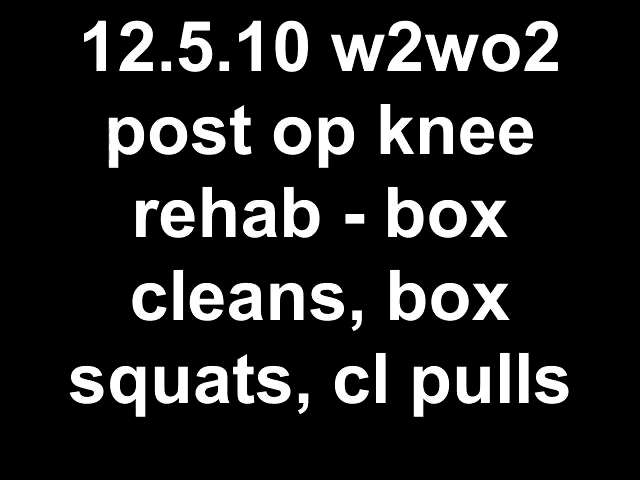 12.5.10 w2wo2
post op knee
rehab - box
cleans, box
squats, cl pulls